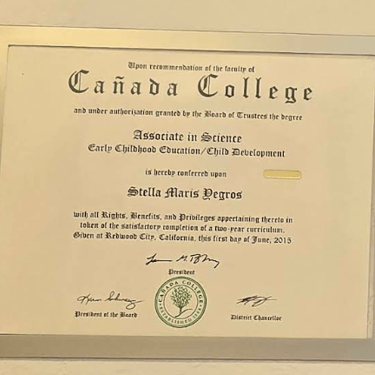 Upon recommendation of the faculty of
Cañada College
and under authorization granted by the Board of Trustees the degree
Associate in Science
Early Childhood Education/Child Development
is hereby conferred upon
Stella Maris Yegros
with all Rights, Benefits, and Privileges appertaining thereto in
token of the satisfactory completion of a two-year curriculum.
Given at Redwood City, California, this first day of June, 2015
President
CAÑADA COLLEGE
President of the Board
District Chancellor